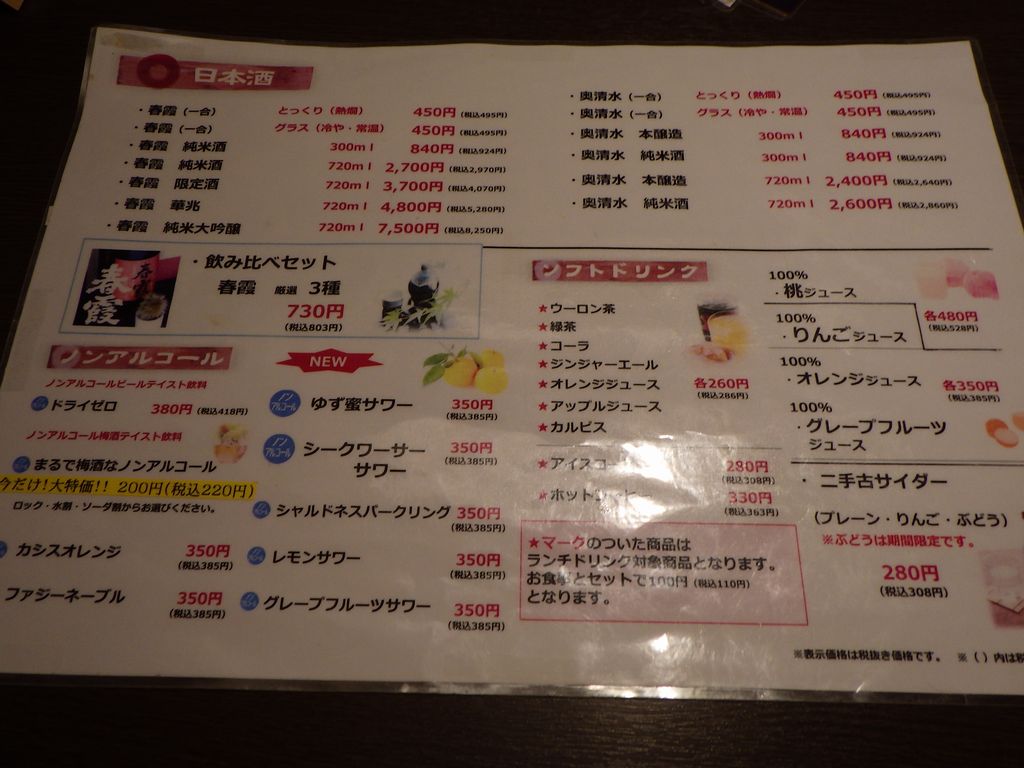 日本酒
・春霞（一合） とっくり（熱燗） 450円（税込495円）
・春霞（一合） グラス（冷や・常温） 450円（税込495円）
・春霞 純米酒 300ml 840円（税込924円）
・春霞 純米酒 720ml 2,700円（税込2,970円）
・春霞 限定酒 720ml 3,700円（税込4,070円）
・春霞 華兆 720ml 4,800円（税込5,280円）
・春霞 純米大吟醸 720ml 7,500円（税込8,250円）
・奥清水（一合） とっくり（熱燗） 450円（税込495円）
・奥清水（一合） グラス（冷や・常温） 450円（税込495円）
・奥清水 本醸造 300ml 840円（税込924円）
・奥清水 純米酒 300ml 840円（税込924円）
・奥清水 本醸造 720ml 2,400円（税込2,640円）
・奥清水 純米酒 720ml 2,600円（税込2,860円）
春霞
・飲み比べセット
春霞 厳選 3種
730円
（税込803円）
ノンアルコール
ノンアルコールビールテイスト飲料
ドライゼロ 380円（税込418円）
ノンアルコール梅酒テイスト飲料
まるで梅酒なノンアルコール
今だけ！大特価！！ 200円（税込220円）
ロック・水割・ソーダ割からお選びください。
カシスオレンジ 350円
（税込385円）
ファジーネーブル 350円
（税込385円）
NEW
ノンアルコール ゆず蜜サワー 350円
（税込385円）
ノンアルコール シークワーサーサワー 350円
（税込385円）
シャルドネスパークリング 350円
（税込385円）
レモンサワー 350円
（税込385円）
グレープフルーツサワー 350円
（税込385円）
ソフトドリンク
★ウーロン茶
★緑茶
★コーラ
★ジンジャーエール
★オレンジジュース
★アップルジュース
★カルピス
各260円
（税込286円）
★アイスコーヒー 280円
（税込308円）
★ホットコーヒー 330円
（税込363円）
★マークのついた商品は
ランチドリンク対象商品となります。
お食事とセットで100円（税込110円）
となります。
100%
・桃ジュース
100%
・りんごジュース
各480円
（税込528円）
100%
・オレンジジュース
100%
・グレープフルーツ
ジュース
各350円
（税込385円）
・ 二手古サイダー
（プレーン・りんご・ぶどう）
※ぶどうは期間限定です。
280円
（税込308円）
※表示価格は税抜き価格です。 ※（ ）内は税